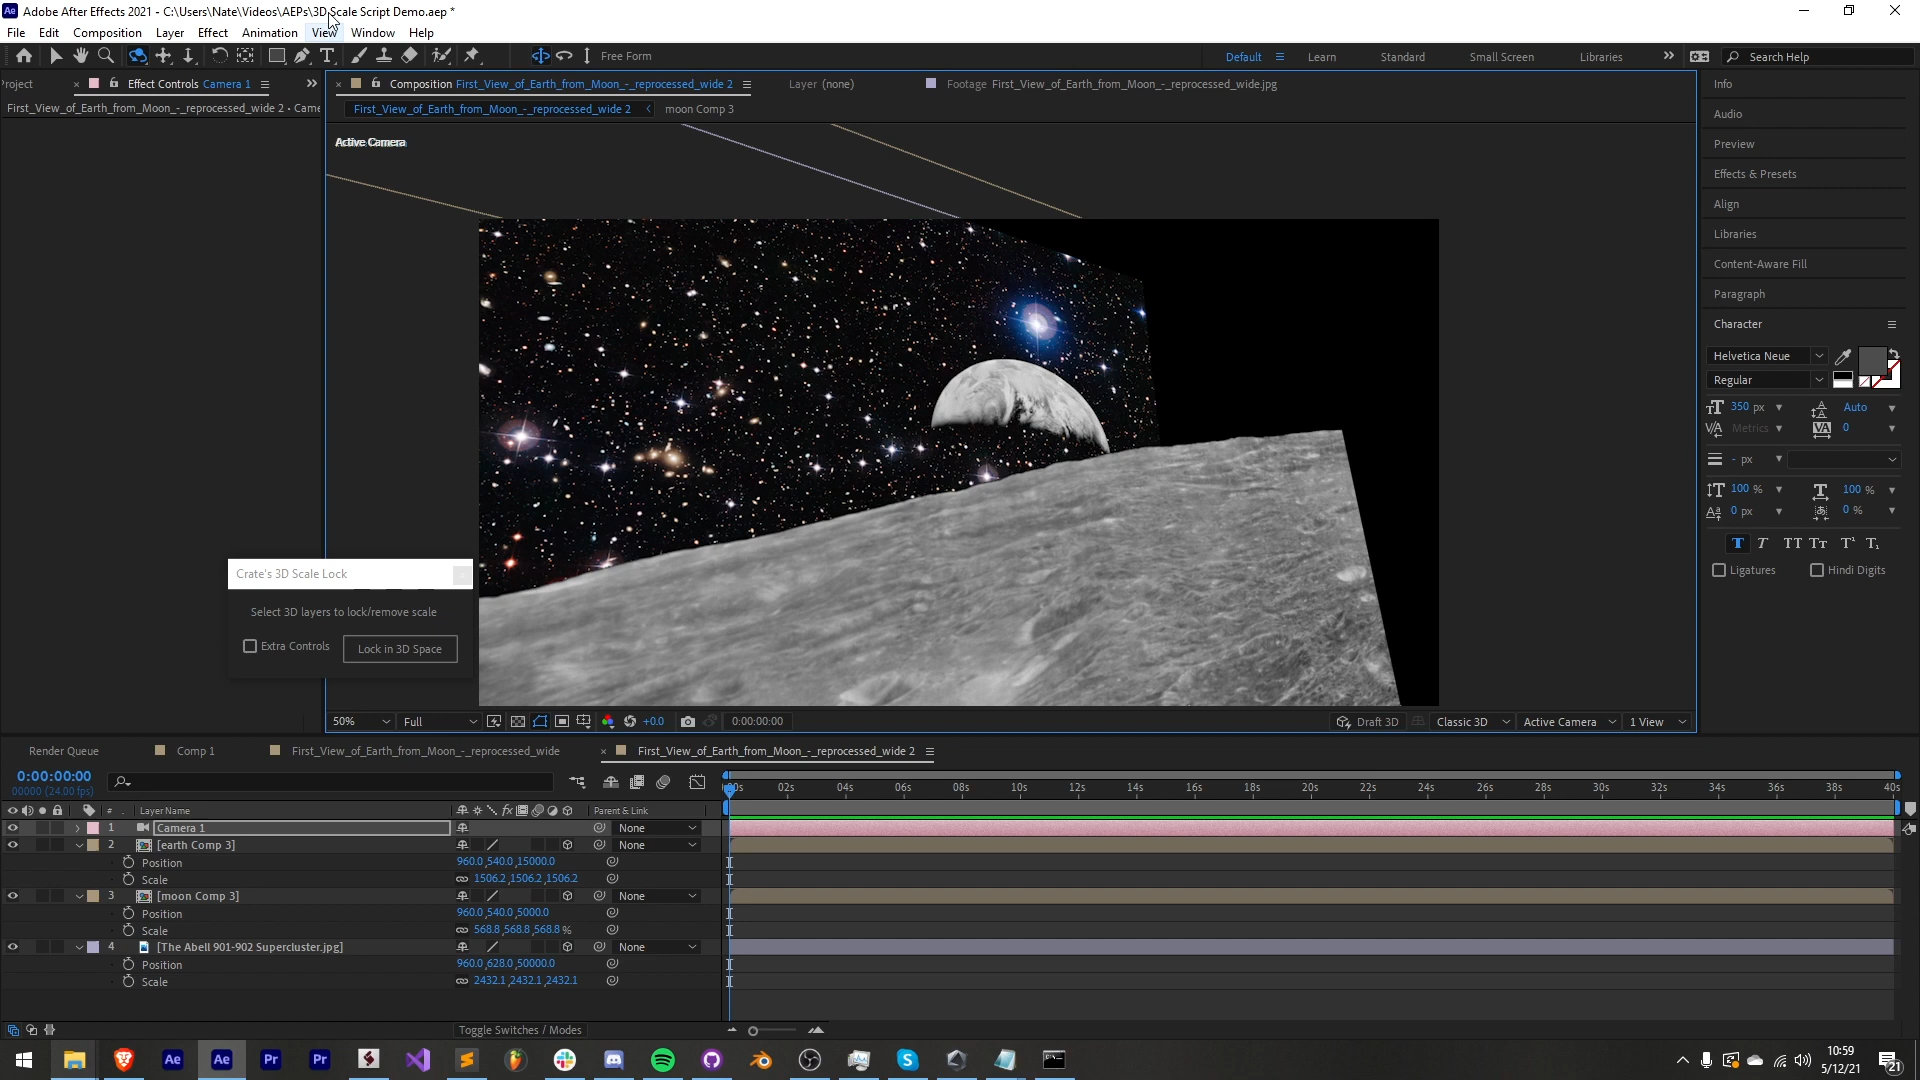 Adobe After Effects 2021 - C:\Users\Nate\Videos\AEPs\3D Scale Script Demo.aep *
File Edit Composition Layer Effect Animation View Window Help
Free Form
Default Learn Standard Small Screen Libraries
Search Help
roject Effect Controls Camera 1
First_View_of_Earth_from_Moon_-_reprocessed_wide 2 • Came
Composition First_View_of_Earth_from_Moon_-_reprocessed_wide 2
Layer (none)
Footage First_View_of_Earth_from_Moon_-_reprocessed_wide.jpg
First_View_of_Earth_from_Moon_-_reprocessed_wide 2 moon Comp 3
Active Camera
Crate's 3D Scale Lock
Select 3D layers to lock/remove scale
Extra Controls Lock in 3D Space
50% Full +0.0 0:00:00:00 Draft 3D Classic 3D Active Camera 1 View
Info
Audio
Preview
Effects & Presets
Align
Libraries
Content-Aware Fill
Paragraph
Character
Helvetica Neue
Regular
350 px Auto
Metrics 0
- px
100 % 100 %
0 px 0 %
Ligatures Hindi Digits
Render Queue Comp 1 First_View_of_Earth_from_Moon_-_reprocessed_wide First_View_of_Earth_from_Moon_-_reprocessed_wide 2
0:00:00:00
00000 (24.00 fps)
02s 04s 06s 08s 10s 12s 14s 16s 18s 20s 22s 24s 26s 28s 30s 32s 34s 36s 38s 40s
# Layer Name Parent & Link
1 Camera 1 None
2 [earth Comp 3] None
Position 960.0,540.0,15000.0
Scale 1506.2,1506.2,1506.2
3 [moon Comp 3] None
Position 960.0,540.0,5000.0
Scale 568.8,568.8,568.8 %
4 [The Abell 901-902 Supercluster.jpg] None
Position 960.0,628.0,50000.0
Scale 2432.1,2432.1,2432.1
Toggle Switches / Modes
10:59
5/12/21
21